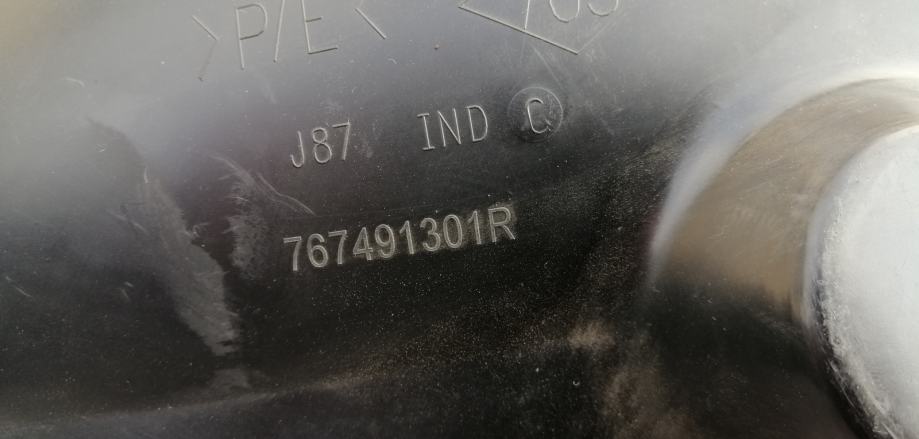 >P/E<
J87 IND C
767491301R